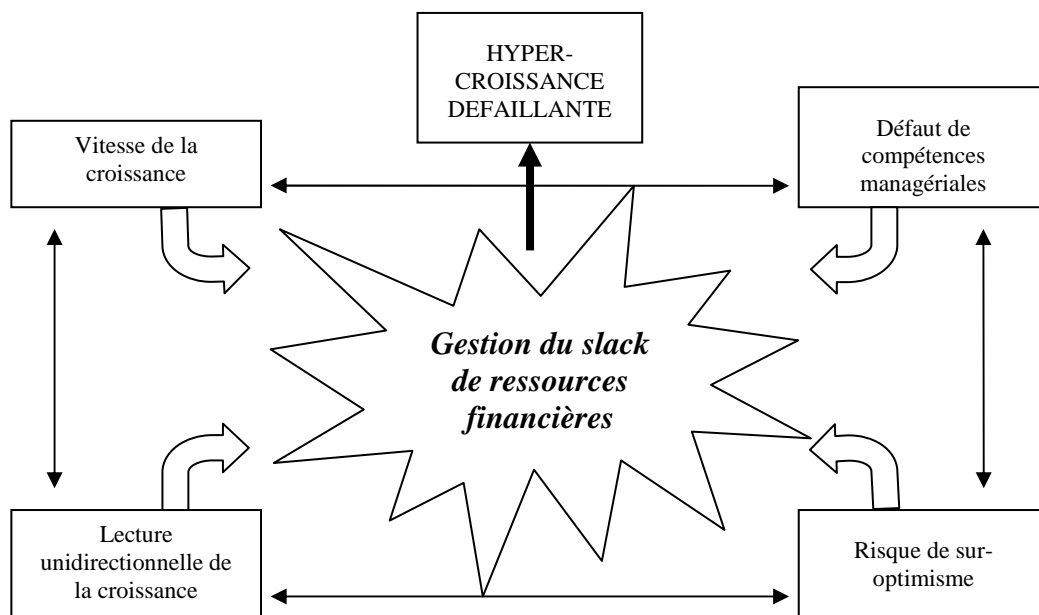 HYPER-
CROISSANCE
DEFAILLANTE
Vitesse de la
croissance
Défaut de
compétences
managériales
Gestion du slack
de ressources
financières
Lecture
unidirectionnelle de
la croissance
Risque de sur-
optimisme